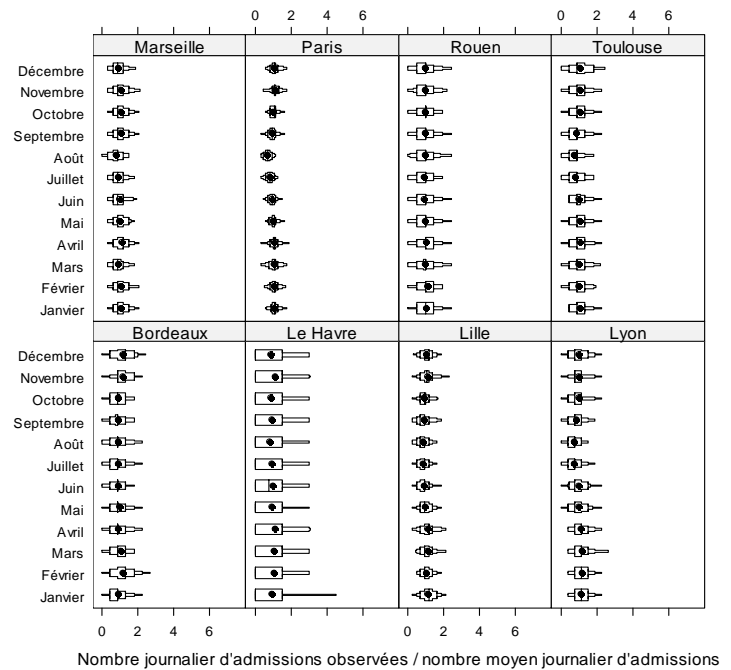 0 2 4 6 0 2 4 6
Marseille Paris Rouen Toulouse
Décembre
Novembre
Octobre
Septembre
Août
Juillet
Juin
Mai
Avril
Mars
Février
Janvier
Bordeaux Le Havre Lille Lyon
Décembre
Novembre
Octobre
Septembre
Août
Juillet
Juin
Mai
Avril
Mars
Février
Janvier
0 2 4 6 0 2 4 6
Nombre journalier d'admissions observées / nombre moyen journalier d'admissions